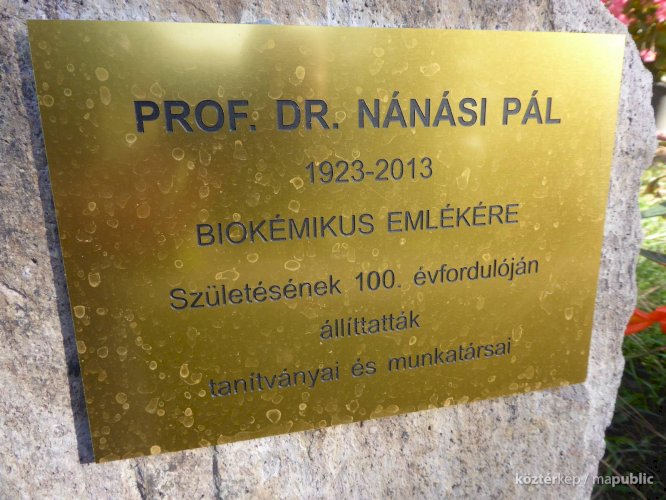 PROF. DR. NÁNÁSI PÁL
1923-2013
BIOKÉMIKUS EMLÉKÉRE
Születésének 100. évfordulóján
állíttatták
tanítványai és munkatársai
köztérkép / mapublic